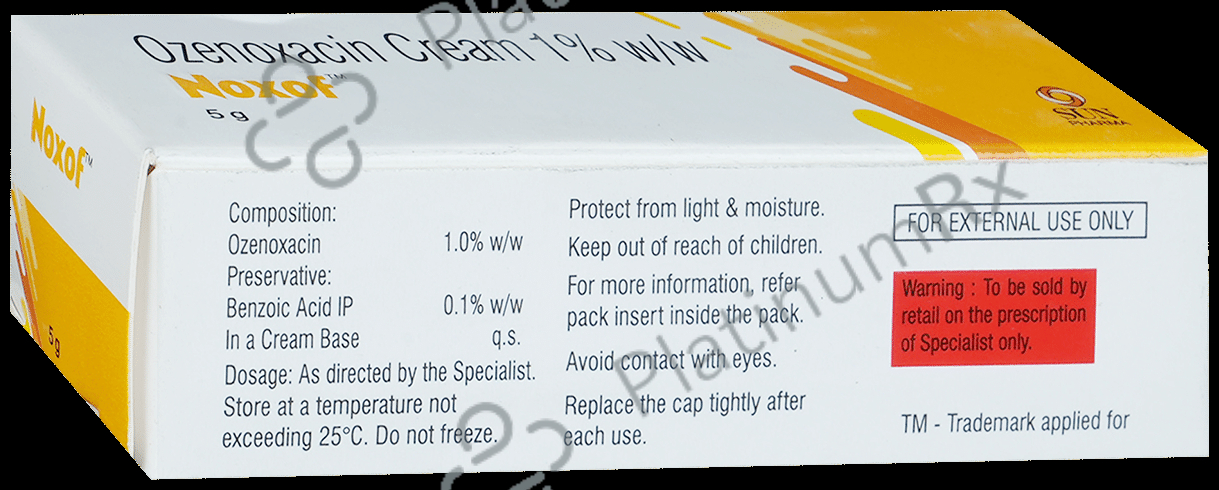 Ozenoxacin Cream 1% w/w
Noxof™
5 g
SUN
PHARMA
Noxof™
5g
Composition:
Ozenoxacin 1.0% w/w
Preservative:
Benzoic Acid IP 0.1% w/w
In a Cream Base q.s.
Dosage: As directed by the Specialist.
Store at a temperature not
exceeding 25°C. Do not freeze.
Protect from light & moisture.
Keep out of reach of children.
For more information, refer
pack insert inside the pack.
Avoid contact with eyes.
Replace the cap tightly after
each use.
FOR EXTERNAL USE ONLY
Warning : To be sold by
retail on the prescription
of Specialist only.
TM - Trademark applied for
PlatinumRx
Platin